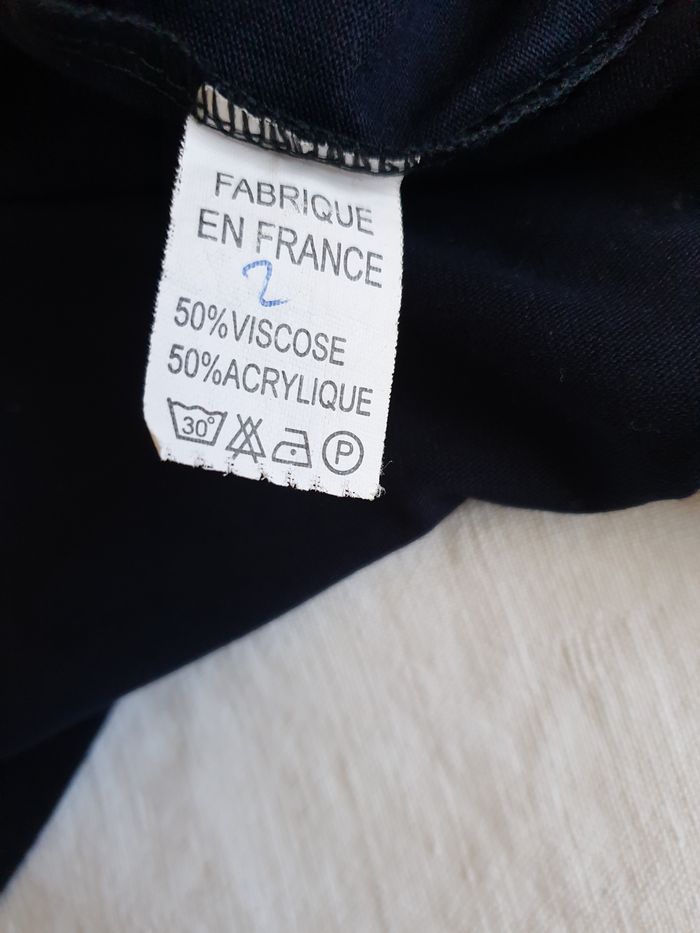 FABRIQUE
EN FRANCE
2
50%VISCOSE
50%ACRYLIQUE
30° P